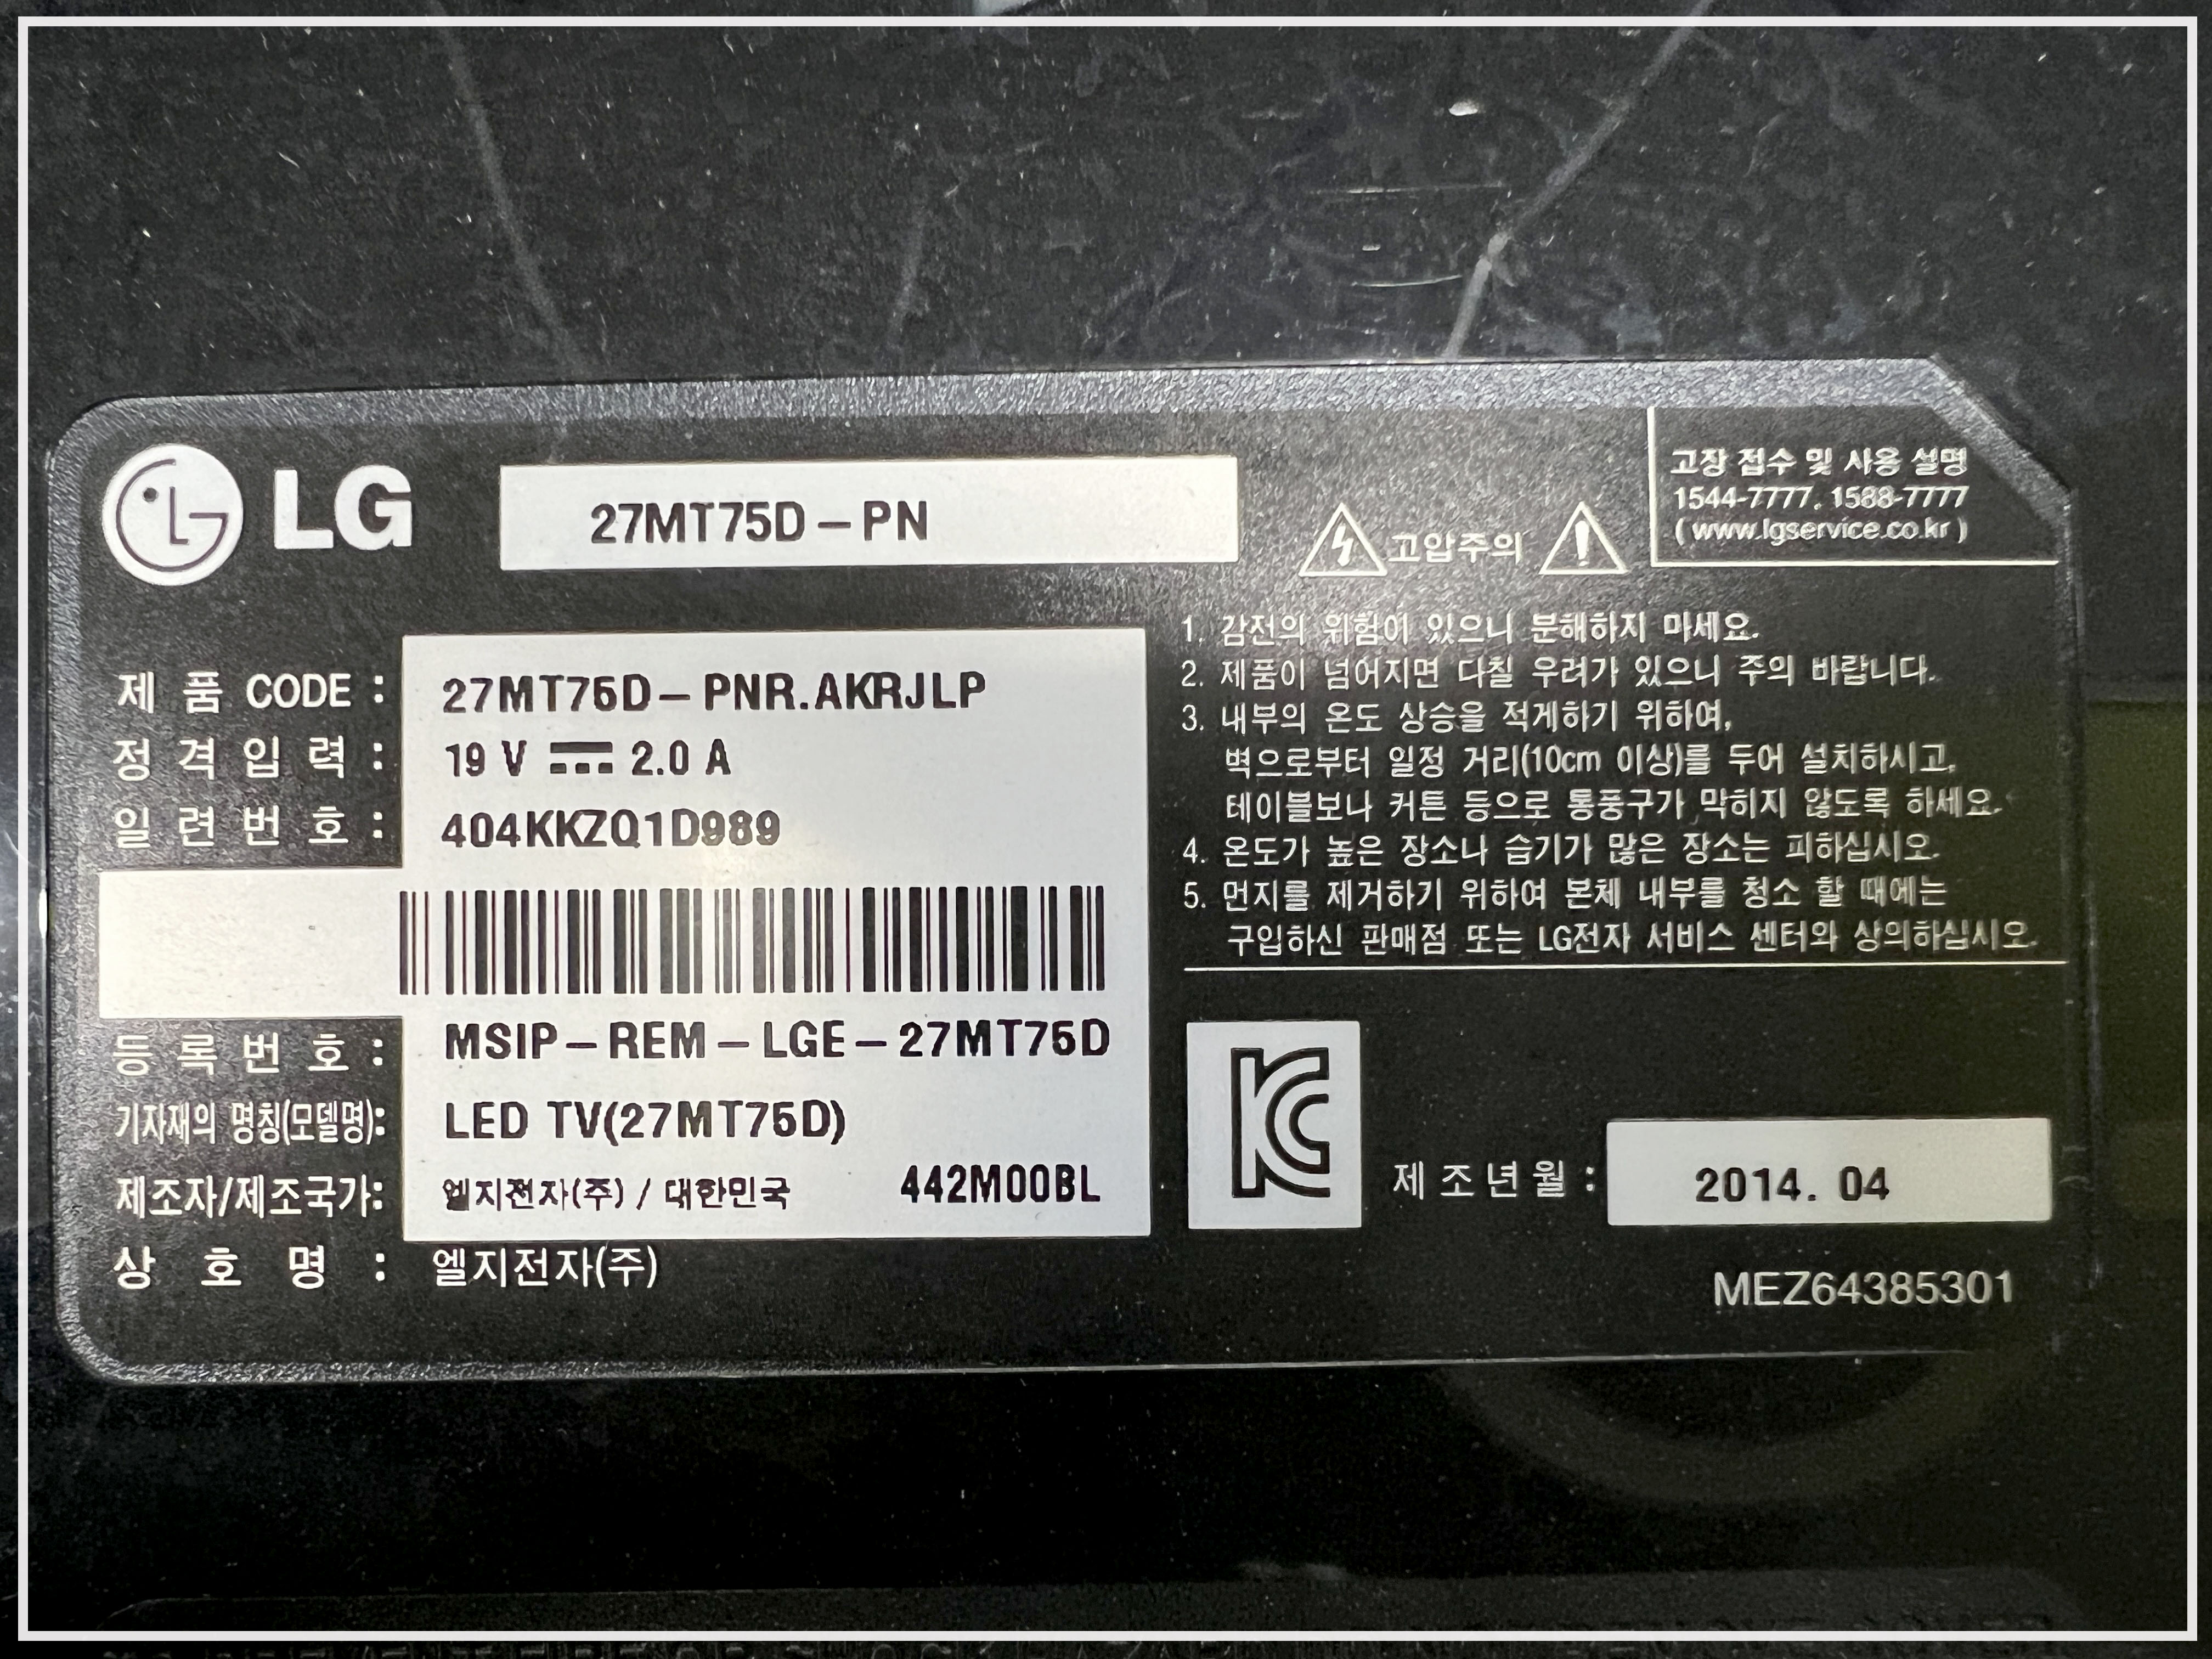 LG
27MT75D-PN
고압주의
고장 접수 및 사용 설명
1544-7777, 1588-7777
( www.lgservice.co.kr )
제 품 CODE : 27MT75D-PNR.AKRJLP
정 격 입 력 : 19 V ⎓ 2.0 A
일 련 번 호 : 404KKZQ1D989
등 록 번 호 : MSIP-REM-LGE-27MT75D
기자재의 명칭(모델명): LED TV(27MT75D)
제조자/제조국가: 엘지전자(주) / 대한민국 442M00BL
상 호 명 : 엘지전자(주)
1. 감전의 위험이 있으니 분해하지 마세요.
2. 제품이 넘어지면 다칠 우려가 있으니 주의 바랍니다.
3. 내부의 온도 상승을 적게하기 위하여,
벽으로부터 일정 거리(10cm 이상)를 두어 설치하시고,
테이블보나 커튼 등으로 통풍구가 막히지 않도록 하세요.
4. 온도가 높은 장소나 습기가 많은 장소는 피하십시오.
5. 먼지를 제거하기 위하여 본체 내부를 청소 할 때에는
구입하신 판매점 또는 LG전자 서비스 센터와 상의하십시오.
제 조 년 월 : 2014. 04
MEZ64385301